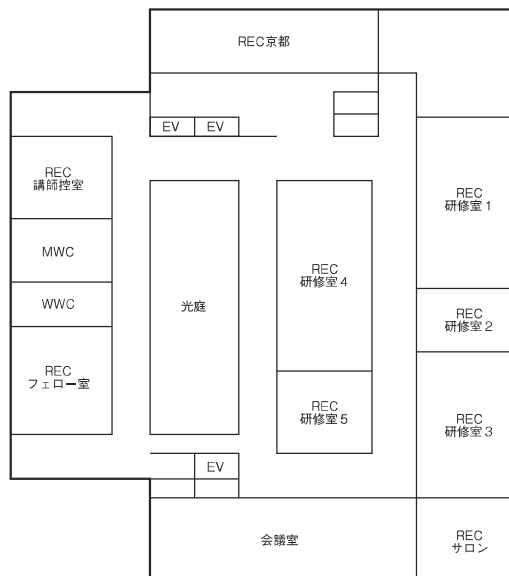 REC京都
EV
EV
REC
講師控室
MWC
WWC
REC
フェロー室
光庭
REC
研修室4
REC
研修室5
REC
研修室1
REC
研修室2
REC
研修室3
EV
会議室
REC
サロン